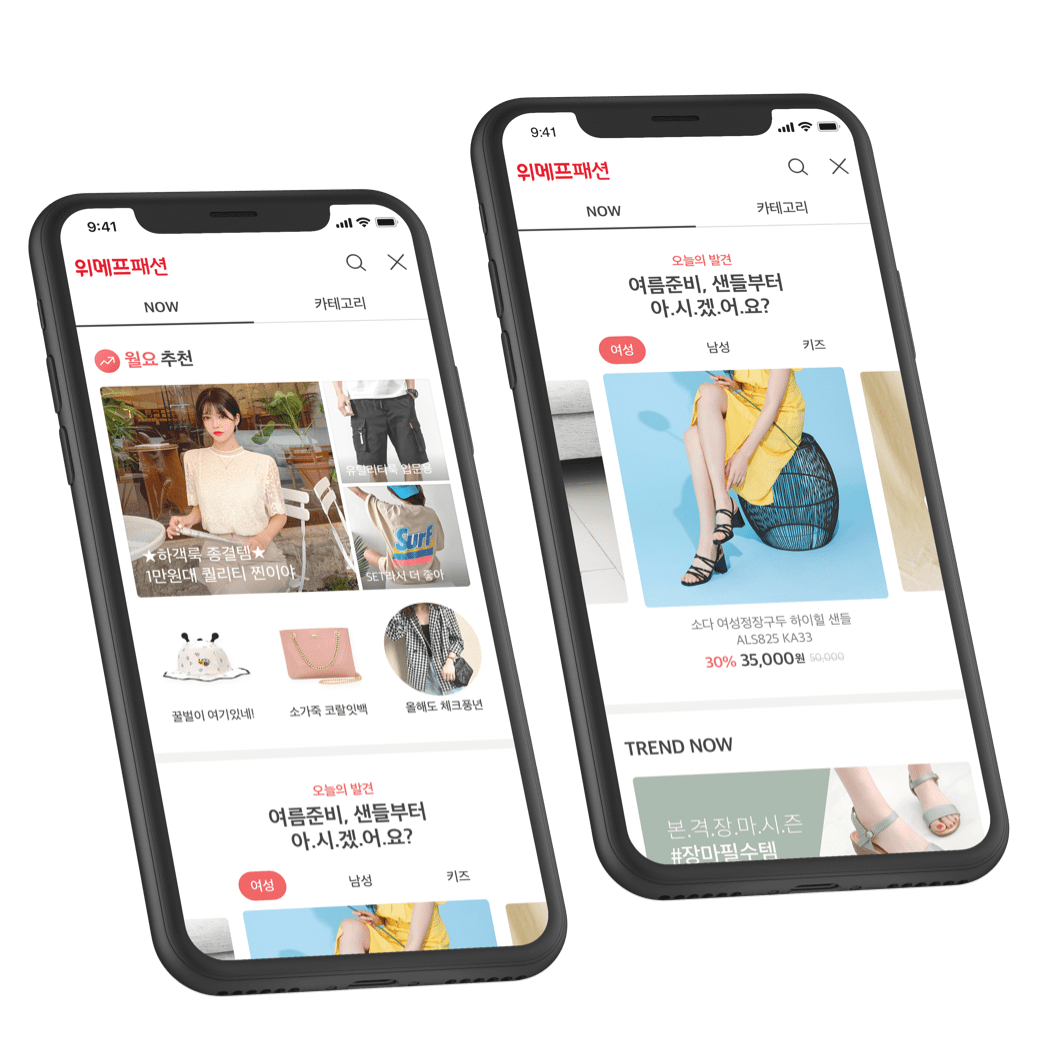 9:41
위메프패션
NOW
카테고리
월요 추천
★하객룩 종결템★
1만원대 퀄리티 찐이야
유틸리타룩 입문용
Surf
SET라서 더 좋아
꿀벌이 여기있네!
소가죽 코랄잇백
올해도 체크풍년
오늘의 발견
여름준비, 샌들부터
아.시.겠.어.요?
여성
남성
키즈
9:41
위메프패션
NOW
카테고리
오늘의 발견
여름준비, 샌들부터
아.시.겠.어.요?
여성
남성
키즈
소다 여성정장구두 하이힐 샌들
ALS825 KA33
30% 35,000원 50,000
TREND NOW
본.격.장.마.시.즌
#장마필수템